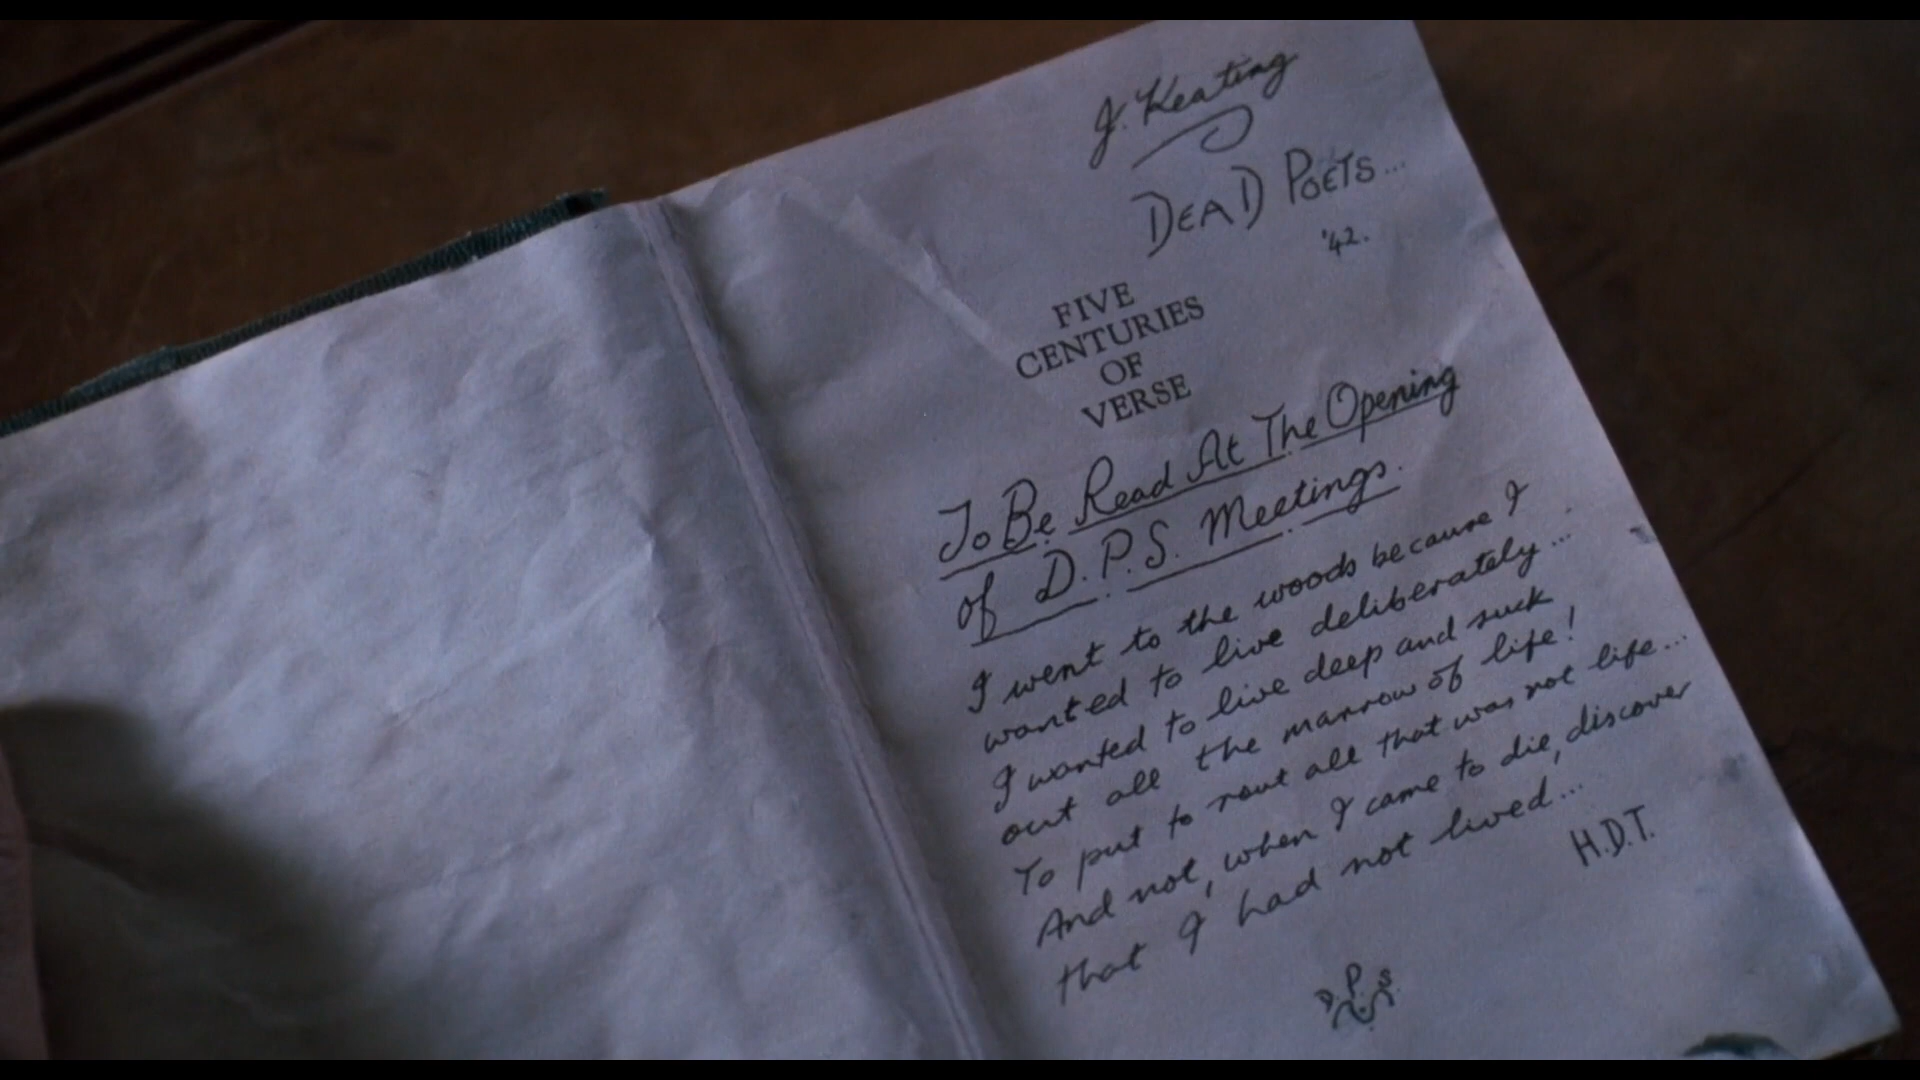 J. Keating
DEAD POETS...
'42.
FIVE
CENTURIES
OF
VERSE
To Be Read At The Opening
of D.P.S. Meetings.
I went to the woods because I
wanted to live deliberately...
I wanted to live deep and suck
out all the marrow of life!
To put to rout all that was not life...
And not, when I came to die, discover
that I had not lived...
H.D.T.
D.P.S.